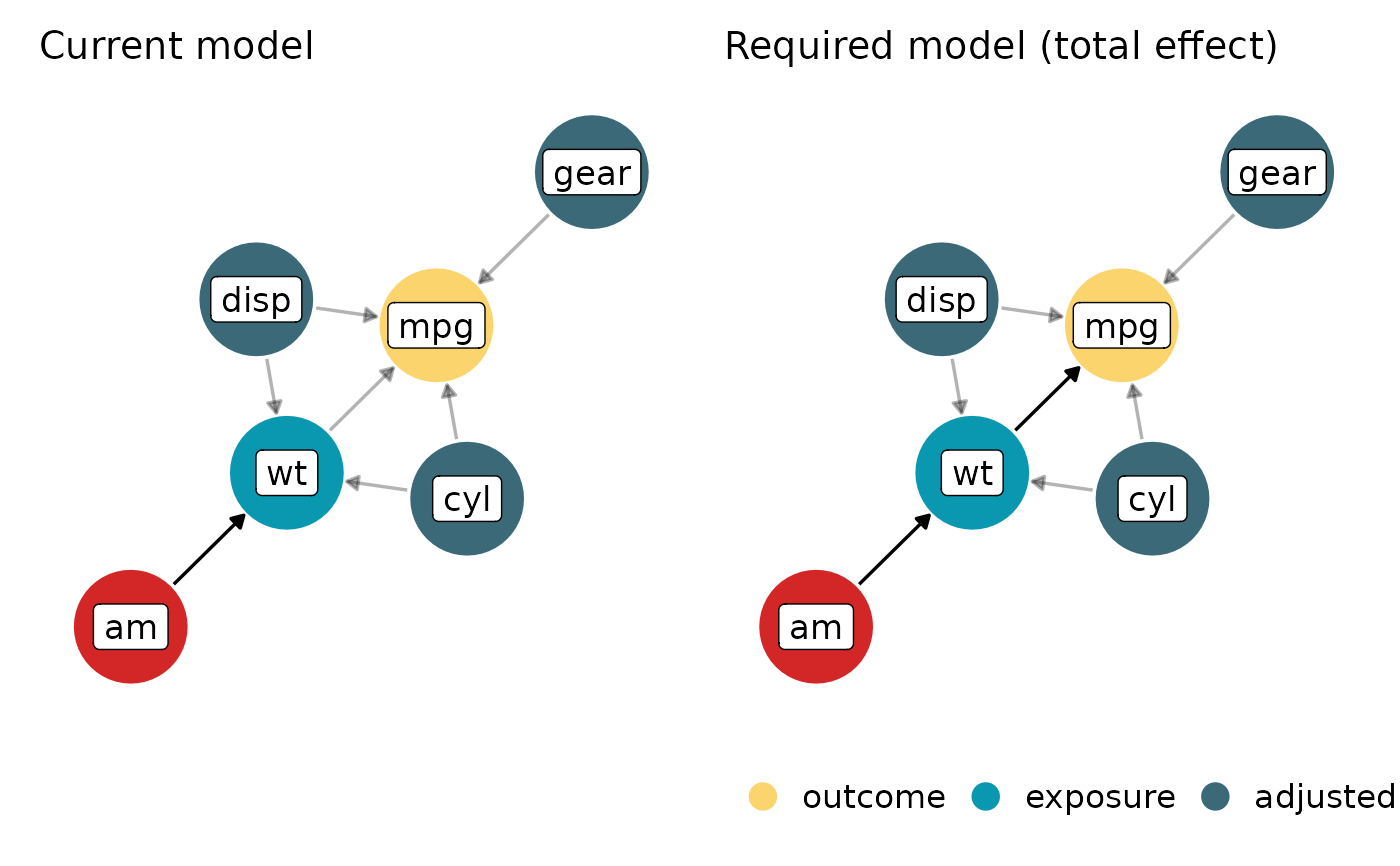 Current model
gear
disp
mpg
wt
cyl
am
Required model (total effect)
gear
disp
mpg
wt
cyl
am
outcome exposure adjusted